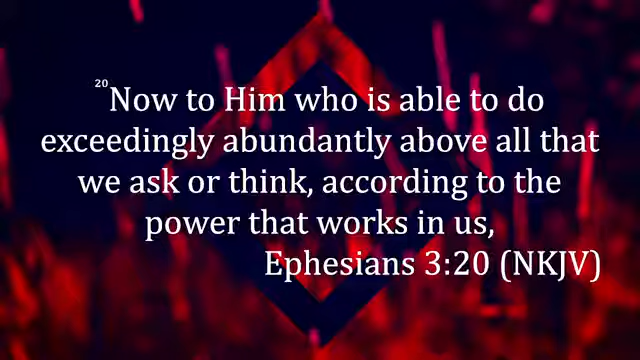 20Now to Him who is able to do
exceedingly abundantly above all that
we ask or think, according to the
power that works in us,
Ephesians 3:20 (NKJV)